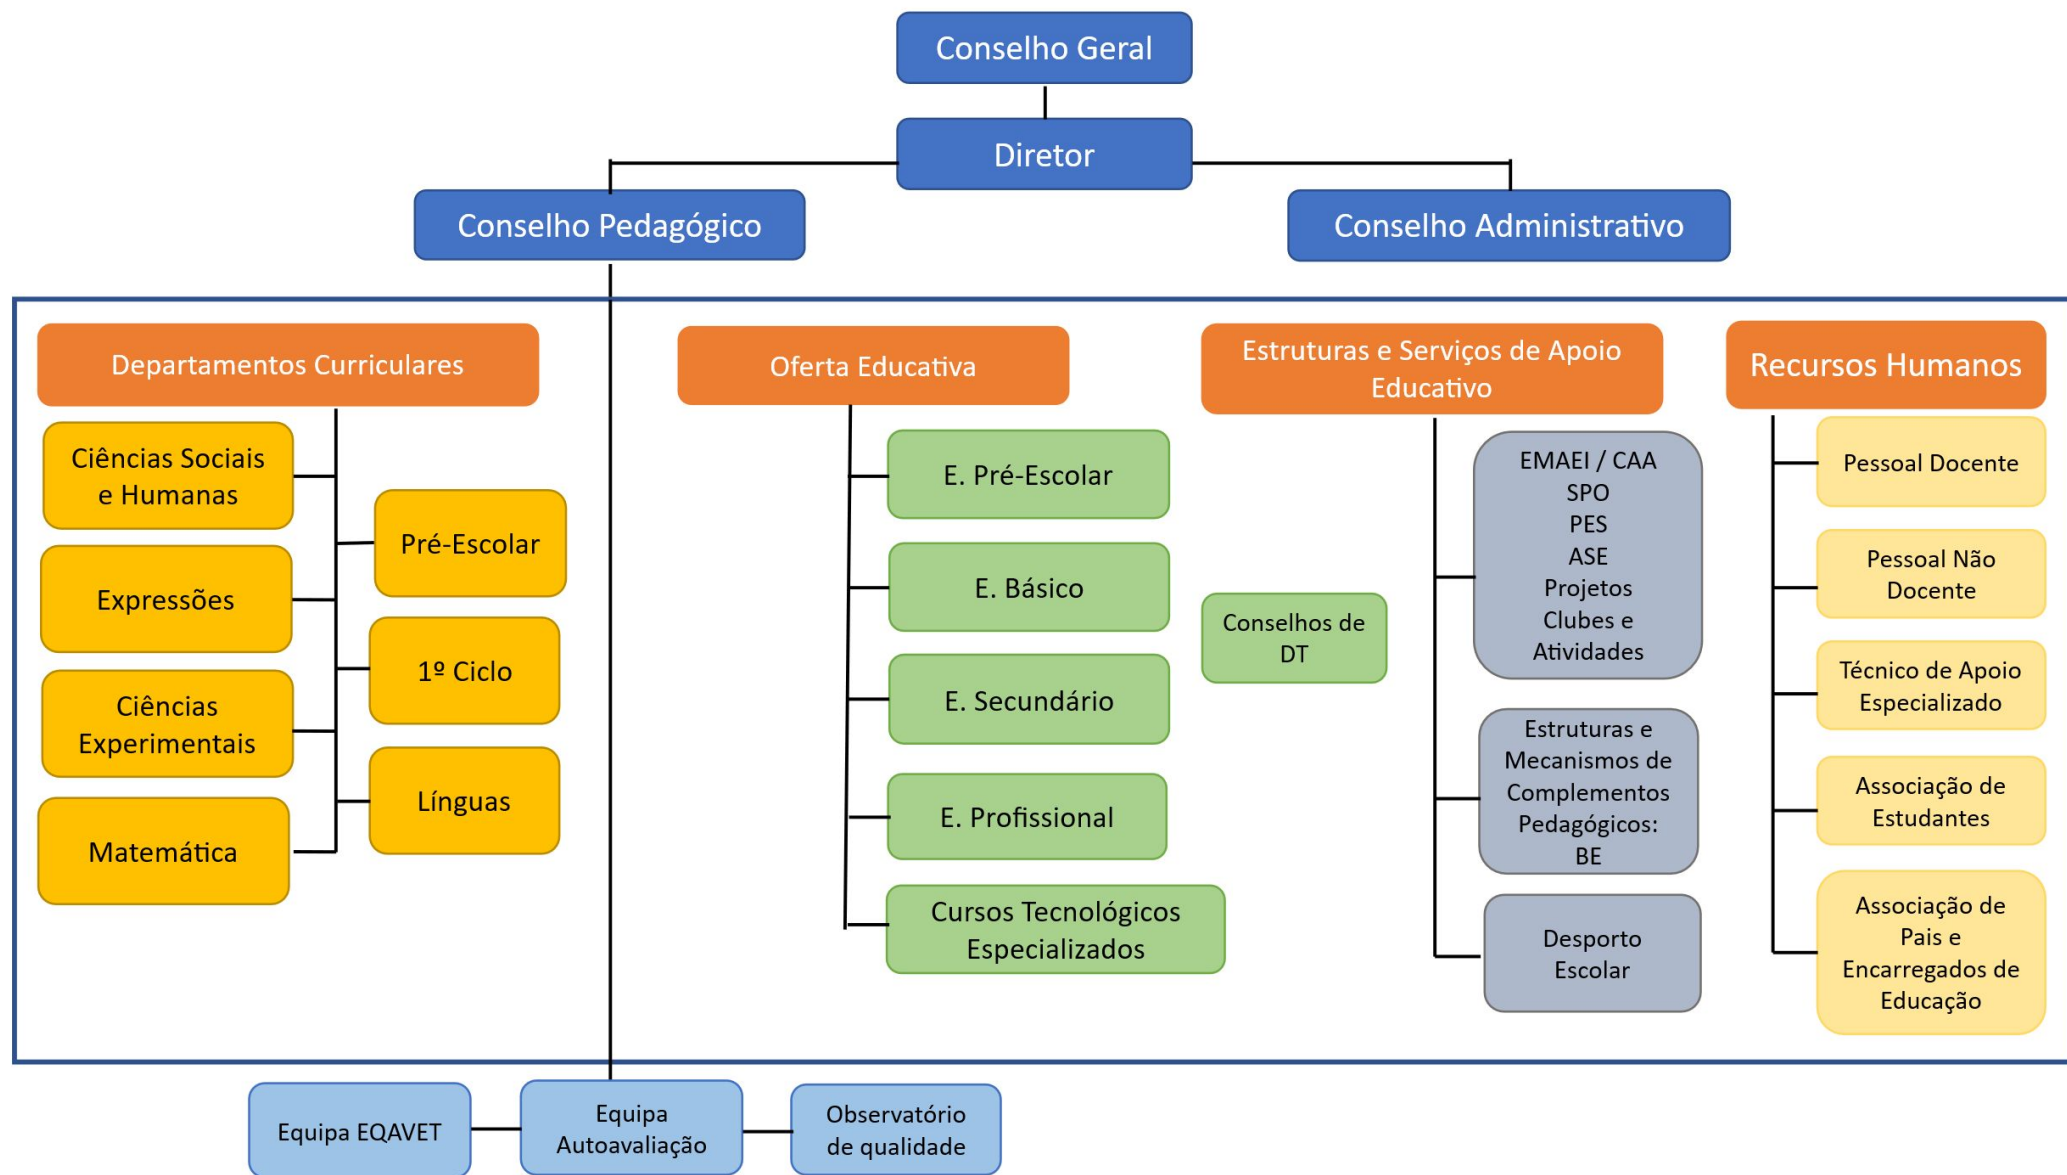 Conselho Geral
Diretor
Conselho Pedagógico
Conselho Administrativo
Departamentos Curriculares
Ciências Sociais
e Humanas
Pré-Escolar
Expressões
1º Ciclo
Ciências
Experimentais
Línguas
Matemática
Oferta Educativa
E. Pré-Escolar
E. Básico
E. Secundário
E. Profissional
Cursos Tecnológicos
Especializados
Conselhos de
DT
Estruturas e Serviços de Apoio
Educativo
EMAEI / CAA
SPO
PES
ASE
Projetos
Clubes e
Atividades
Estruturas e
Mecanismos de
Complementos
Pedagógicos:
BE
Desporto
Escolar
Recursos Humanos
Pessoal Docente
Pessoal Não
Docente
Técnico de Apoio
Especializado
Associação de
Estudantes
Associação de
Pais e
Encarregados de
Educação
Equipa EQAVET
Equipa
Autoavaliação
Observatório
de qualidade